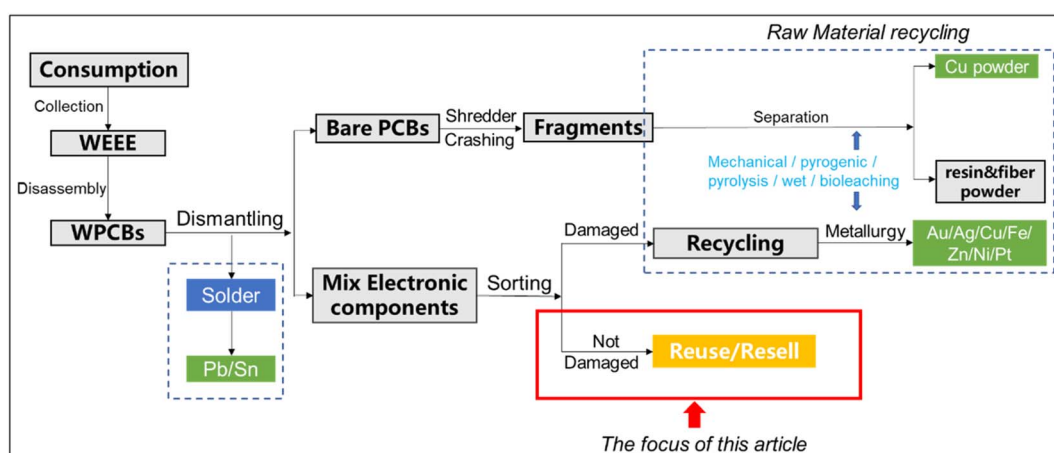 Raw Material recycling
Consumption
Cu powder
Collection
Shredder
Bare PCBs
Fragments
Separation
Crashing
WEEE
Mechanical / pyrogenic /
pyrolysis / wet / bioleaching
resin&fiber
powder
Disassembly
Dismantling
WPCBs
Damaged
Recycling
Metallurgy
Au/Ag/Cu/Fe/
Zn/Ni/Pt
Solder
Mix Electronic
components
Sorting
Not
Damaged
Reuse/Resell
Pb/Sn
The focus of this article